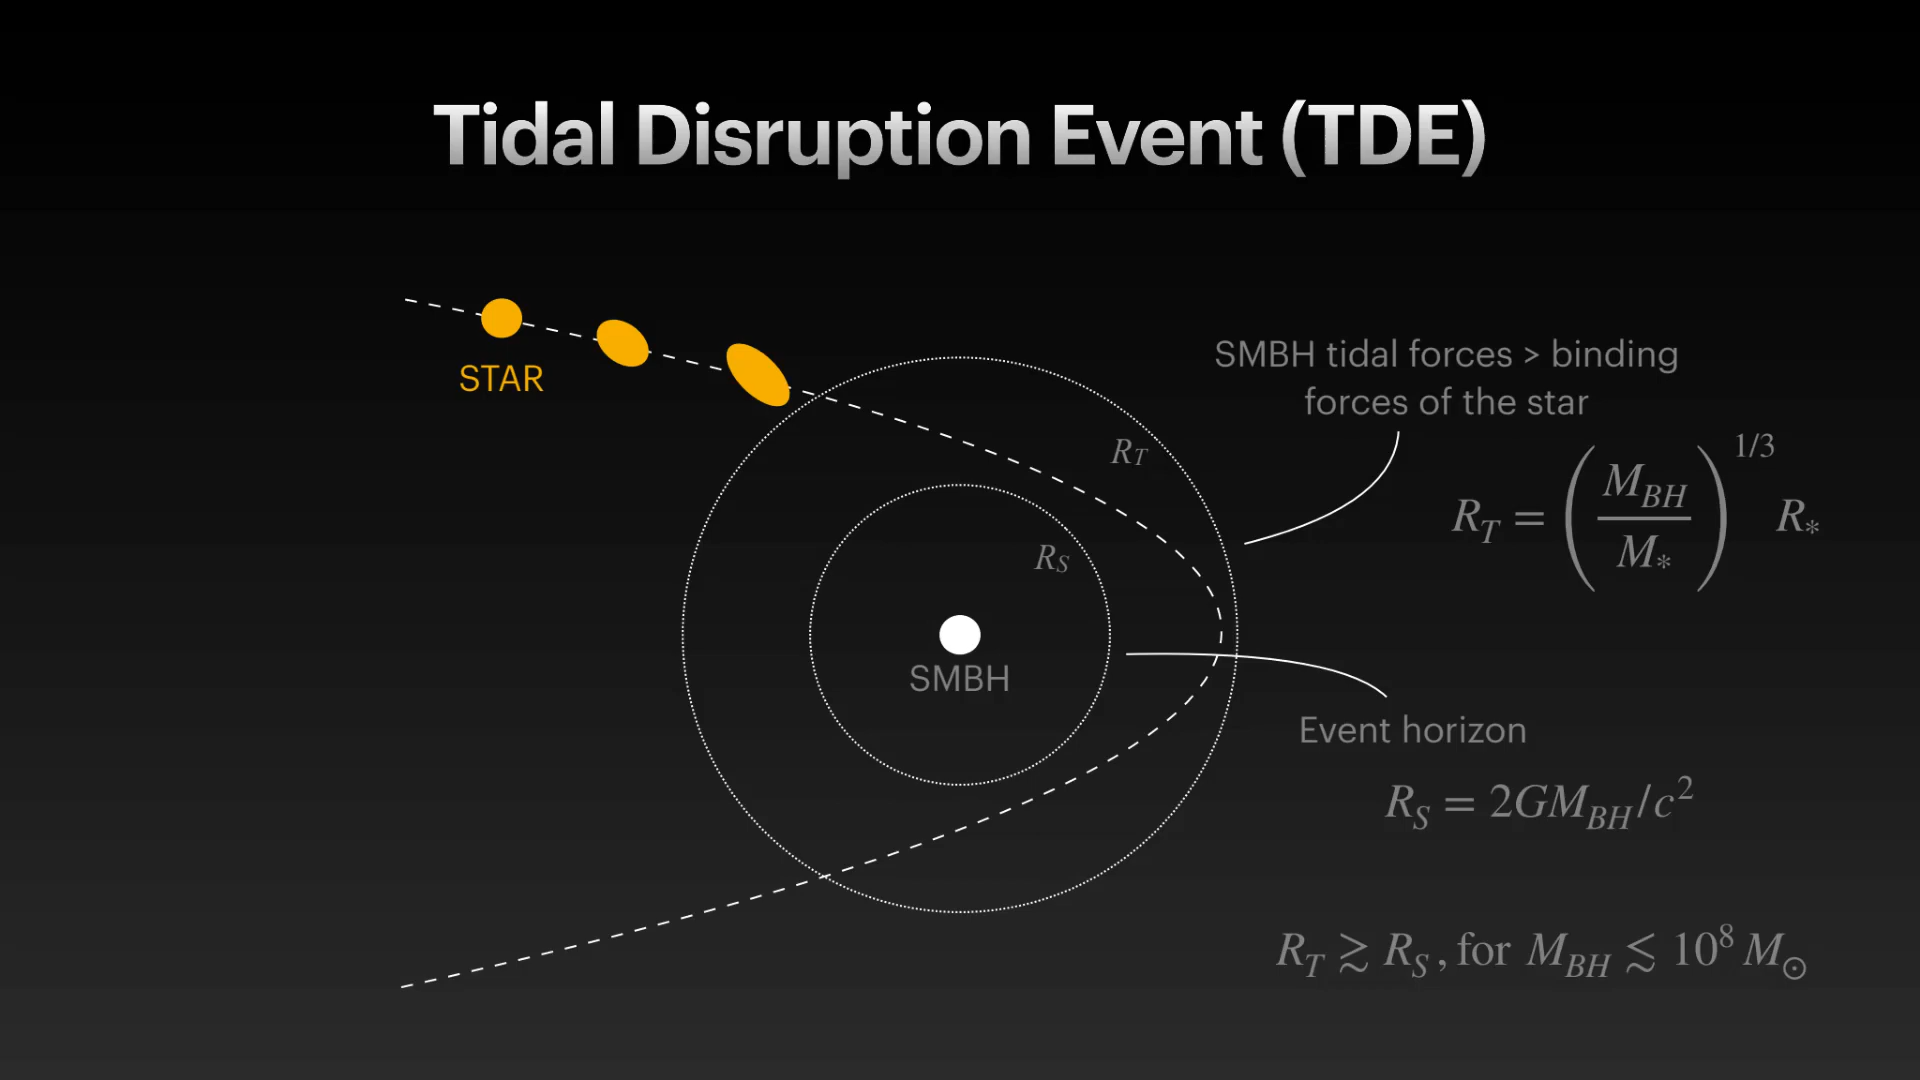 Tidal Disruption Event (TDE)
STAR
SMBH tidal forces > binding
forces of the star
R_T
R_T = (M_BH / M_*)^1/3 R_*
R_S
SMBH
Event horizon
R_S = 2GM_BH/c^2
R_T ≳ R_S, for M_BH ≲ 10^8 M_⊙